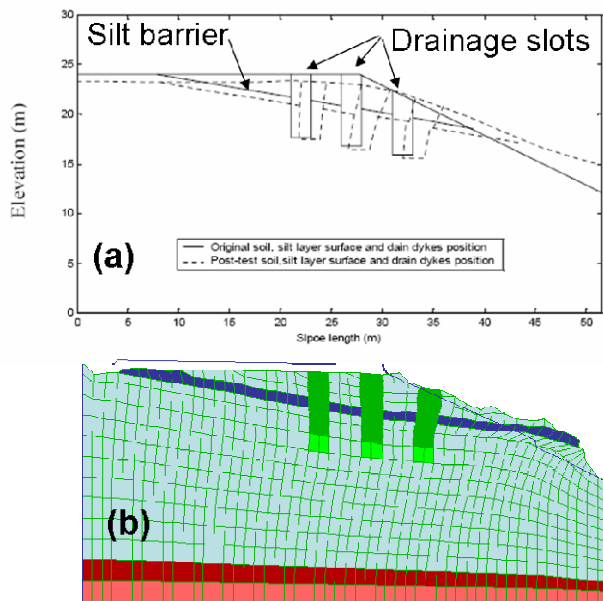 30
Silt barrier
Drainage slots
25
20
15
10
5
0
Elevation (m)
(a)
Original soil, silt layer surface and dain dykes position
Post-test soil,silt layer surface and drain dykes position
0 5 10 15 20 25 30 35 40 45 50
Slpoe length (m)
(b)